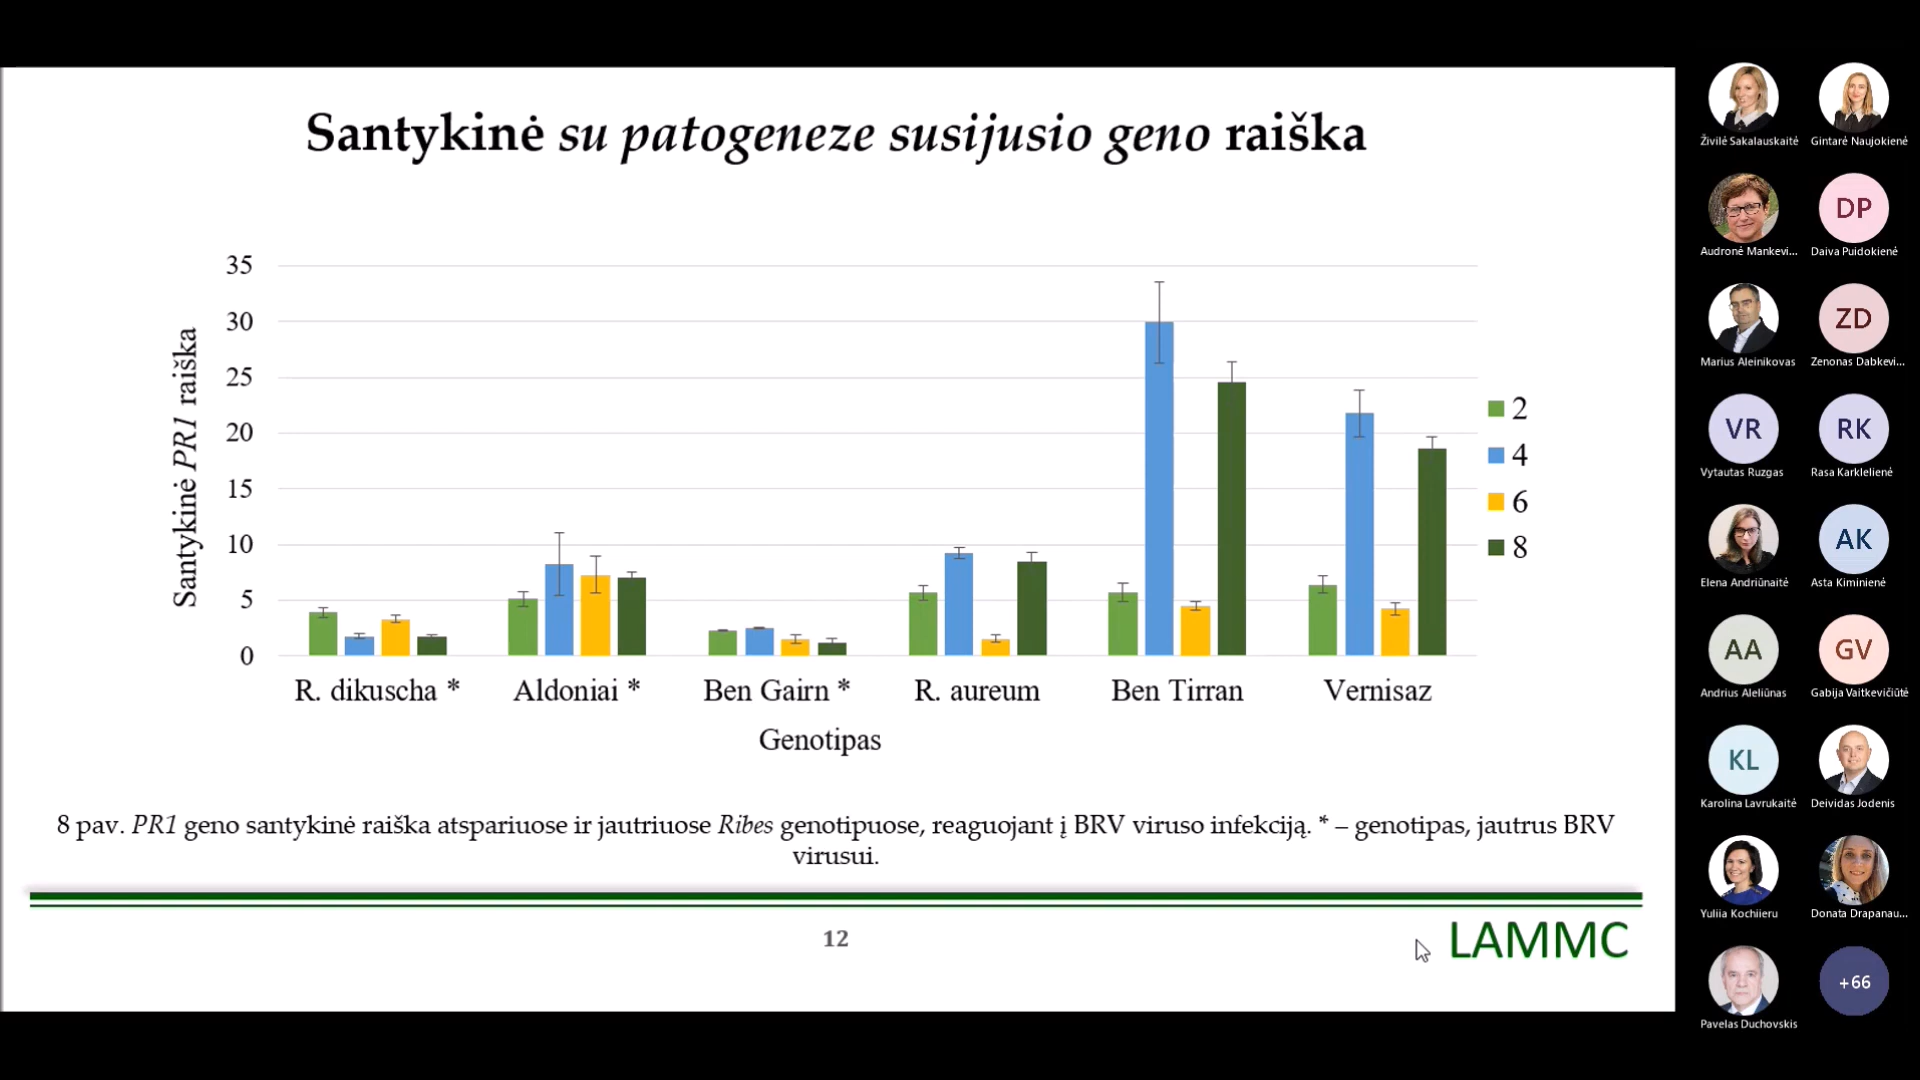 Santykinė su patogeneze susijusio geno raiška
Santykinė PR1 raiška
35
30
25
20
15
10
5
0
2
4
6
8
R. dikuscha *
Aldoniai *
Ben Gairn *
R. aureum
Ben Tirran
Vernisaz
Genotipas
8 pav. PR1 geno santykinė raiška atspariuose ir jautriuose Ribes genotipuose, reaguojant į BRV viruso infekciją. * – genotipas, jautrus BRV
virusui.
12
LAMMC
Živilė Sakalauskaitė
Gintarė Naujokienė
Audronė Mankevi...
DP
Daiva Puidokienė
Marius Aleinikovas
ZD
Zenonas Dabkevi...
VR
Vytautas Ruzgas
RK
Rasa Karklelienė
Elena Andriūnaitė
AK
Asta Kiminienė
AA
Andrius Aleliūnas
GV
Gabija Vaitkevičiūtė
KL
Karolina Lavrukaitė
Deividas Jodenis
Yuliia Kochiieru
Donata Drapanau...
Pavelas Duchovskis
+66